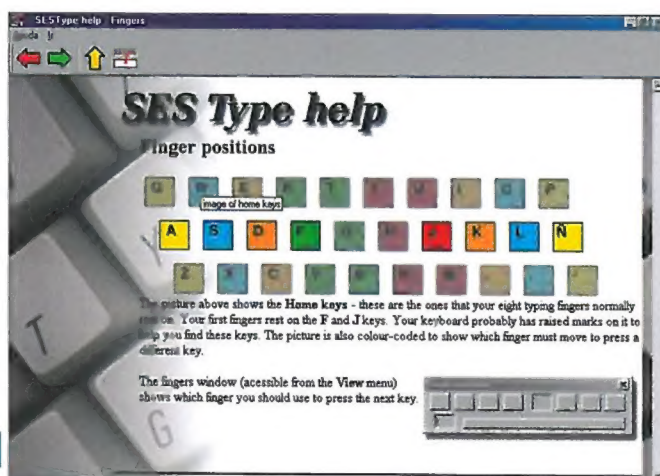 SES Type help Fingers
Ayuda Ir
SES Type help
Finger positions
Q W E R T Y U I O P
image of home keys
A S D F G H J K L Ñ
Z X C V B N M
The picture above shows the Home keys - these are the ones that your eight typing fingers normally
rest on. Your first fingers rest on the F and J keys. Your keyboard probably has raised marks on it to
help you find these keys. The picture is also colour-coded to show which finger must move to press a
different key.
The fingers window (acessible from the View menu)
shows which finger you should use to press the next key.
Y
T
G